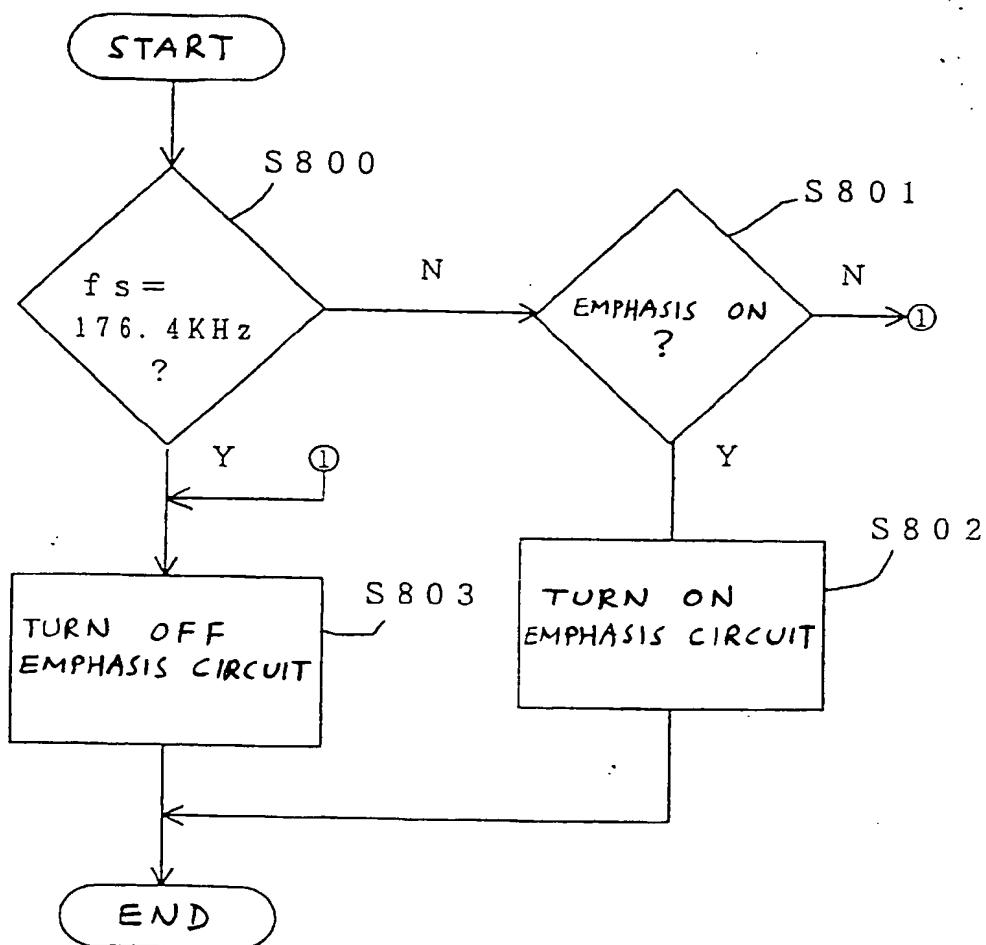 START
S800
fs=
176.4KHz
?
N
S801
EMPHASIS ON
?
N
①
Y
①
Y
S803
TURN OFF
EMPHASIS CIRCUIT
S802
TURN ON
EMPHASIS CIRCUIT
END